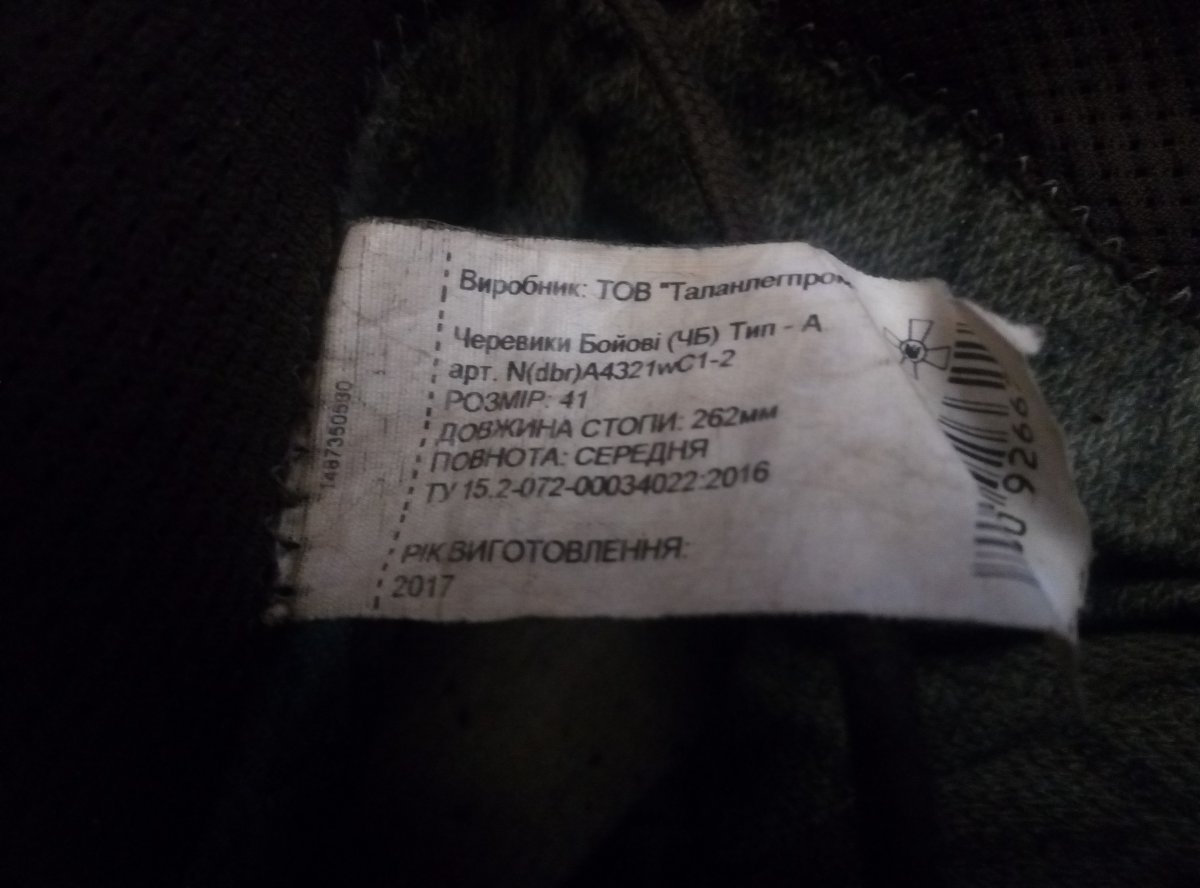 Виробник: ТОВ "Таланлегпром
Черевики Бойові (ЧБ) Тип - А
арт. N(dbr)A4321wC1-2
РОЗМІР: 41
ДОВЖИНА СТОПИ: 262мм
ПОВНОТА: СЕРЕДНЯ
ТУ 15.2-072-00034022:2016
РІК ВИГОТОВЛЕННЯ:
2017